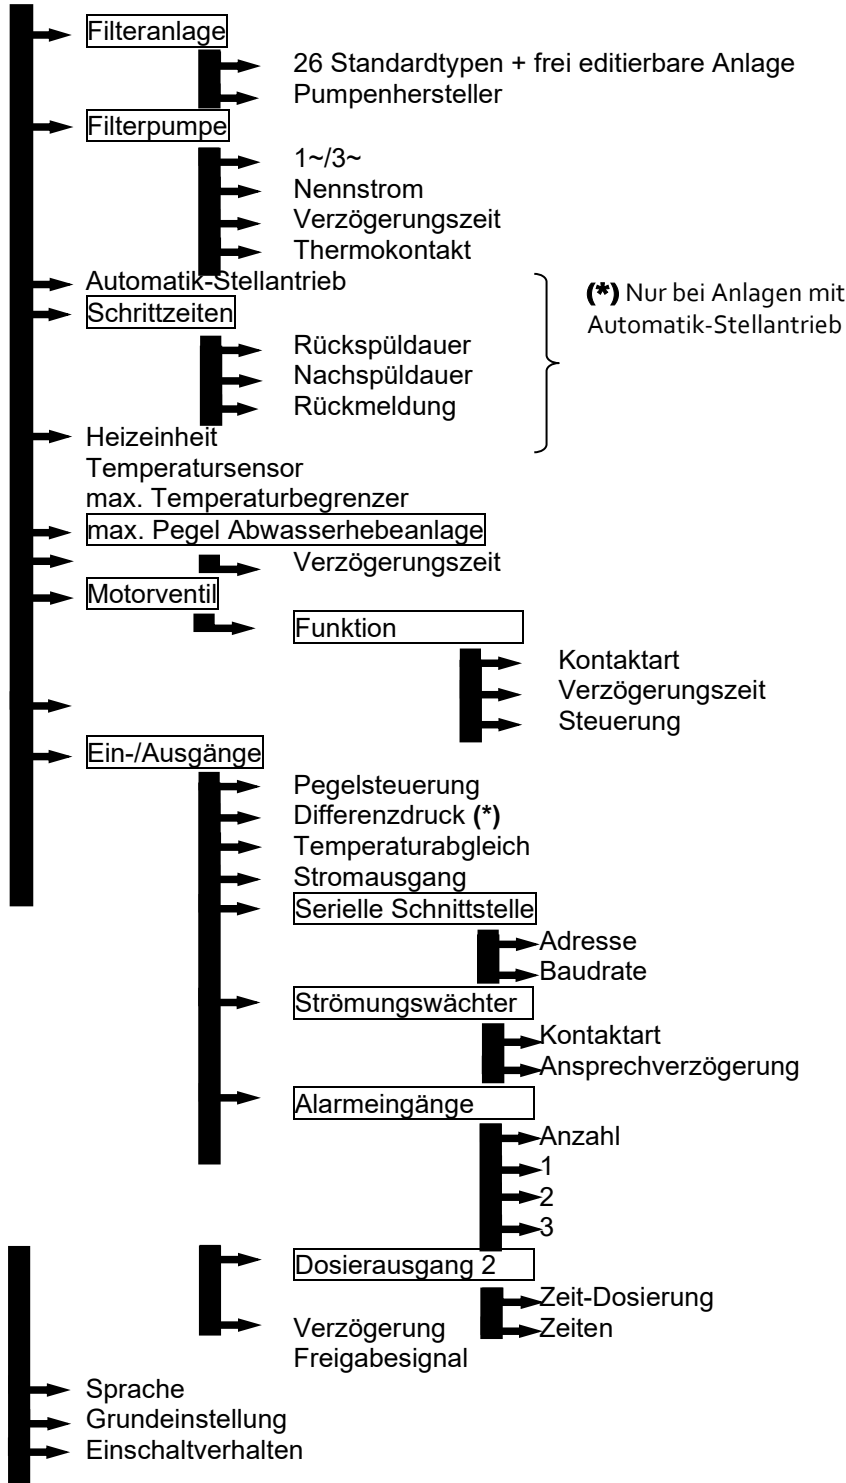 Filteranlage
26 Standardtypen + frei editierbare Anlage
Pumpenhersteller
Filterpumpe
1~/3~
Nennstrom
Verzögerungszeit
Thermokontakt
Automatik-Stellantrieb
(*) Nur bei Anlagen mit
Automatik-Stellantrieb
Schrittzeiten
Rückspüldauer
Nachspüldauer
Rückmeldung
Heizeinheit
Temperatursensor
max. Temperaturbegrenzer
max. Pegel Abwasserhebeanlage
Verzögerungszeit
Motorventil
Funktion
Kontaktart
Verzögerungszeit
Steuerung
Ein-/Ausgänge
Pegelsteuerung
Differenzdruck (*)
Temperaturabgleich
Stromausgang
Serielle Schnittstelle
Adresse
Baudrate
Strömungswächter
Kontaktart
Ansprechverzögerung
Alarmeingänge
Anzahl
1
2
3
Dosierausgang 2
Zeit-Dosierung
Zeiten
Verzögerung
Freigabesignal
Sprache
Grundeinstellung
Einschaltverhalten